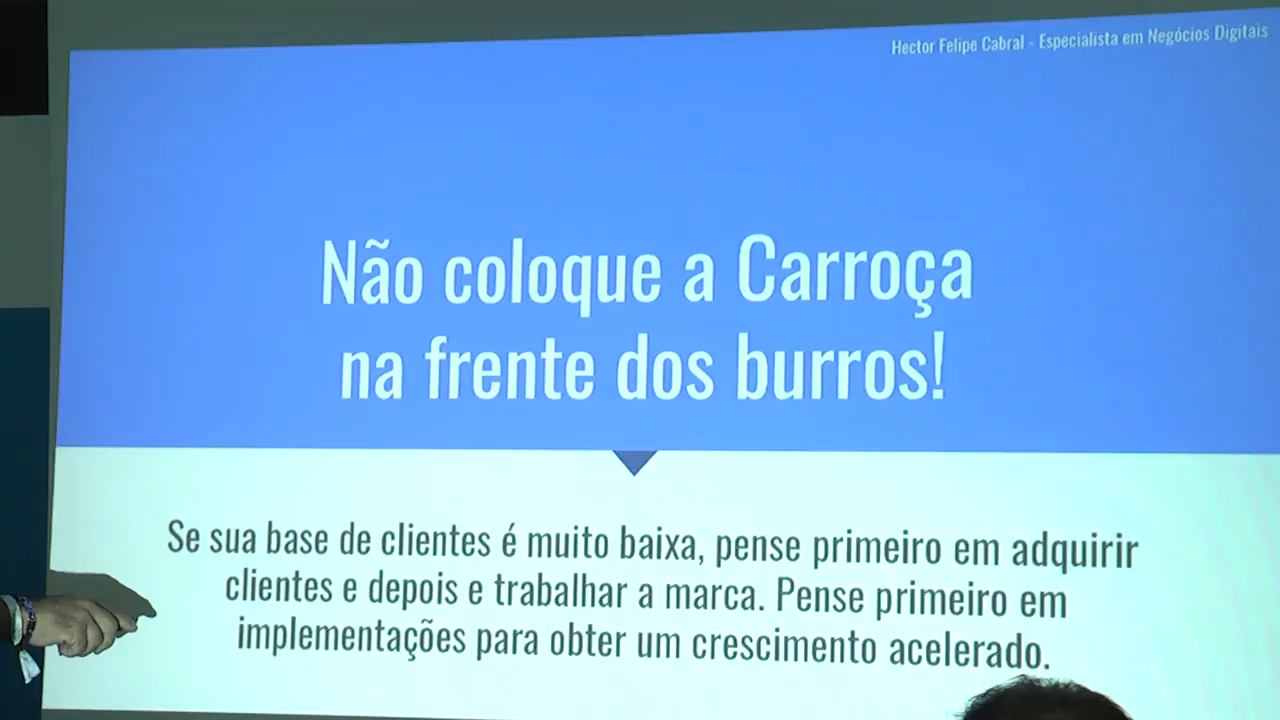 Hector Felipe Cabral - Especialista em Negócios Digitais
Não coloque a Carroça
na frente dos burros!
Se sua base de clientes é muito baixa, pense primeiro em adquirir
clientes e depois e trabalhar a marca. Pense primeiro em
implementações para obter um crescimento acelerado.